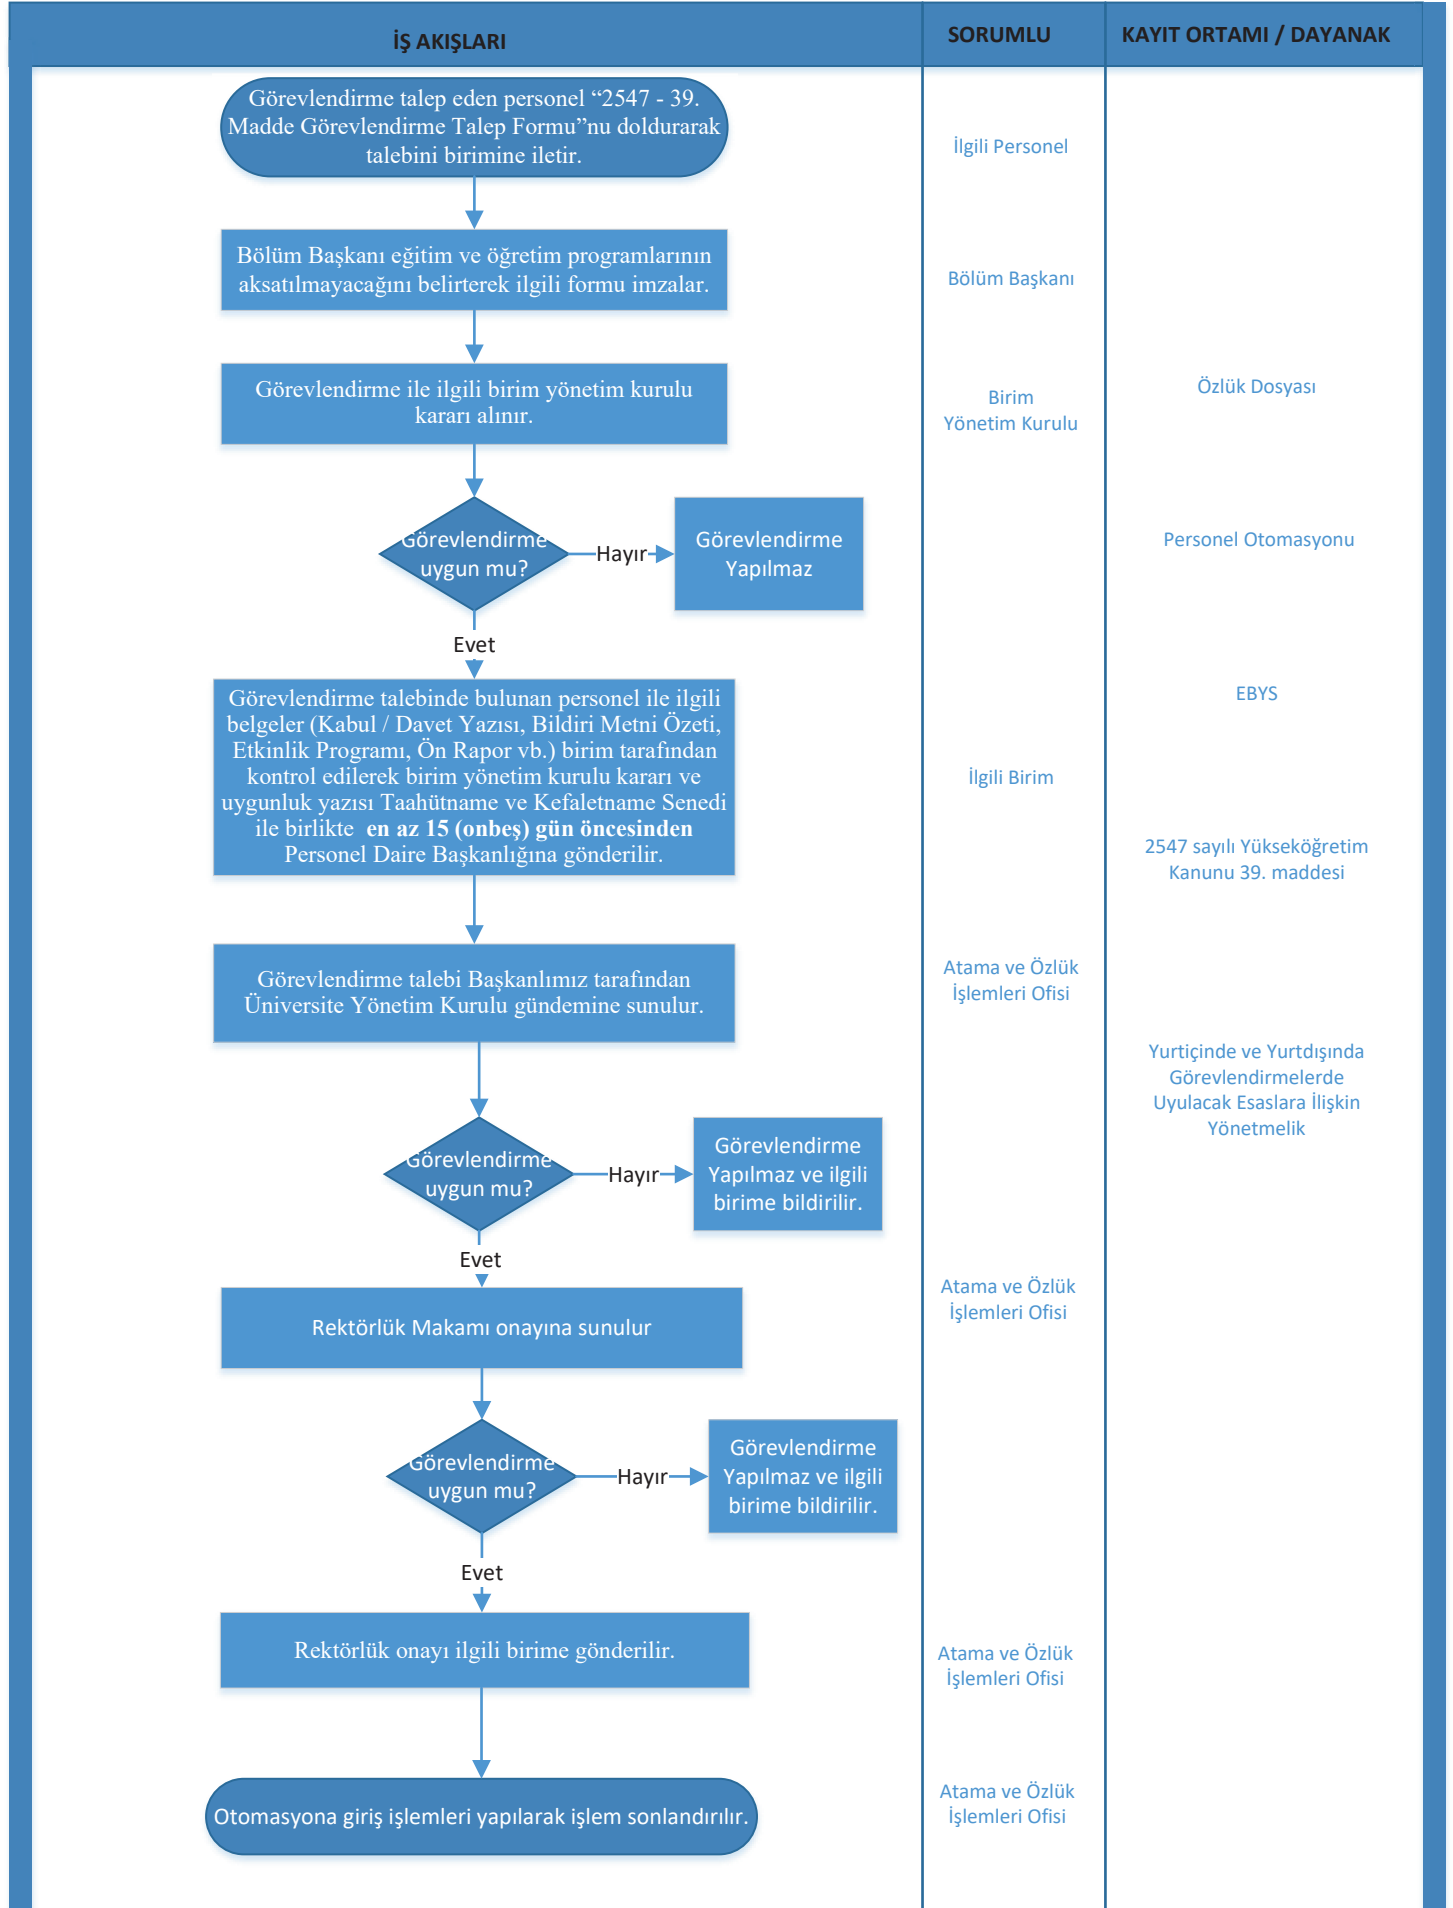 İŞ AKIŞLARI
SORUMLU
KAYIT ORTAMI / DAYANAK
Görevlendirme talep eden personel “2547 - 39.
Madde Görevlendirme Talep Formu”nu doldurarak
talebini birimine iletir.
İlgili Personel
Bölüm Başkanı eğitim ve öğretim programlarının
aksatılmayacağını belirterek ilgili formu imzalar.
Bölüm Başkanı
Görevlendirme ile ilgili birim yönetim kurulu
kararı alınır.
Birim
Yönetim Kurulu
Özlük Dosyası
Görevlendirme
uygun mu?
Hayır
Görevlendirme
Yapılmaz
Personel Otomasyonu
Evet
EBYS
Görevlendirme talebinde bulunan personel ile ilgili
belgeler (Kabul / Davet Yazısı, Bildiri Metni Özeti,
Etkinlik Programı, Ön Rapor vb.) birim tarafından
kontrol edilerek birim yönetim kurulu kararı ve
uygunluk yazısı Taahütname ve Kefaletname Senedi
ile birlikte en az 15 (onbeş) gün öncesinden
Personel Daire Başkanlığına gönderilir.
İlgili Birim
2547 sayılı Yükseköğretim
Kanunu 39. maddesi
Görevlendirme talebi Başkanlımız tarafından
Üniversite Yönetim Kurulu gündemine sunulur.
Atama ve Özlük
İşlemleri Ofisi
Yurtiçinde ve Yurtdışında
Görevlendirmelerde
Uyulacak Esaslara İlişkin
Yönetmelik
Görevlendirme
uygun mu?
Hayır
Görevlendirme
Yapılmaz ve ilgili
birime bildirilir.
Evet
Rektörlük Makamı onayına sunulur
Atama ve Özlük
İşlemleri Ofisi
Görevlendirme
uygun mu?
Hayır
Görevlendirme
Yapılmaz ve ilgili
birime bildirilir.
Evet
Rektörlük onayı ilgili birime gönderilir.
Atama ve Özlük
İşlemleri Ofisi
Otomasyona giriş işlemleri yapılarak işlem sonlandırılır.
Atama ve Özlük
İşlemleri Ofisi